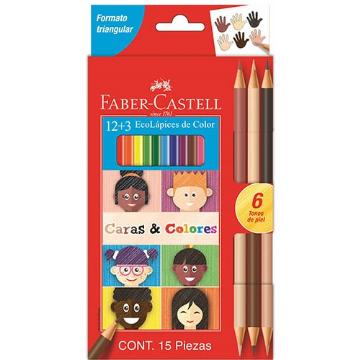 Formato
triangular
FABER-CASTELL
since 1761
12+3 EcoLápices de Color
6
Tonos
de piel
Caras & Colores
CONT. 15 Piezas